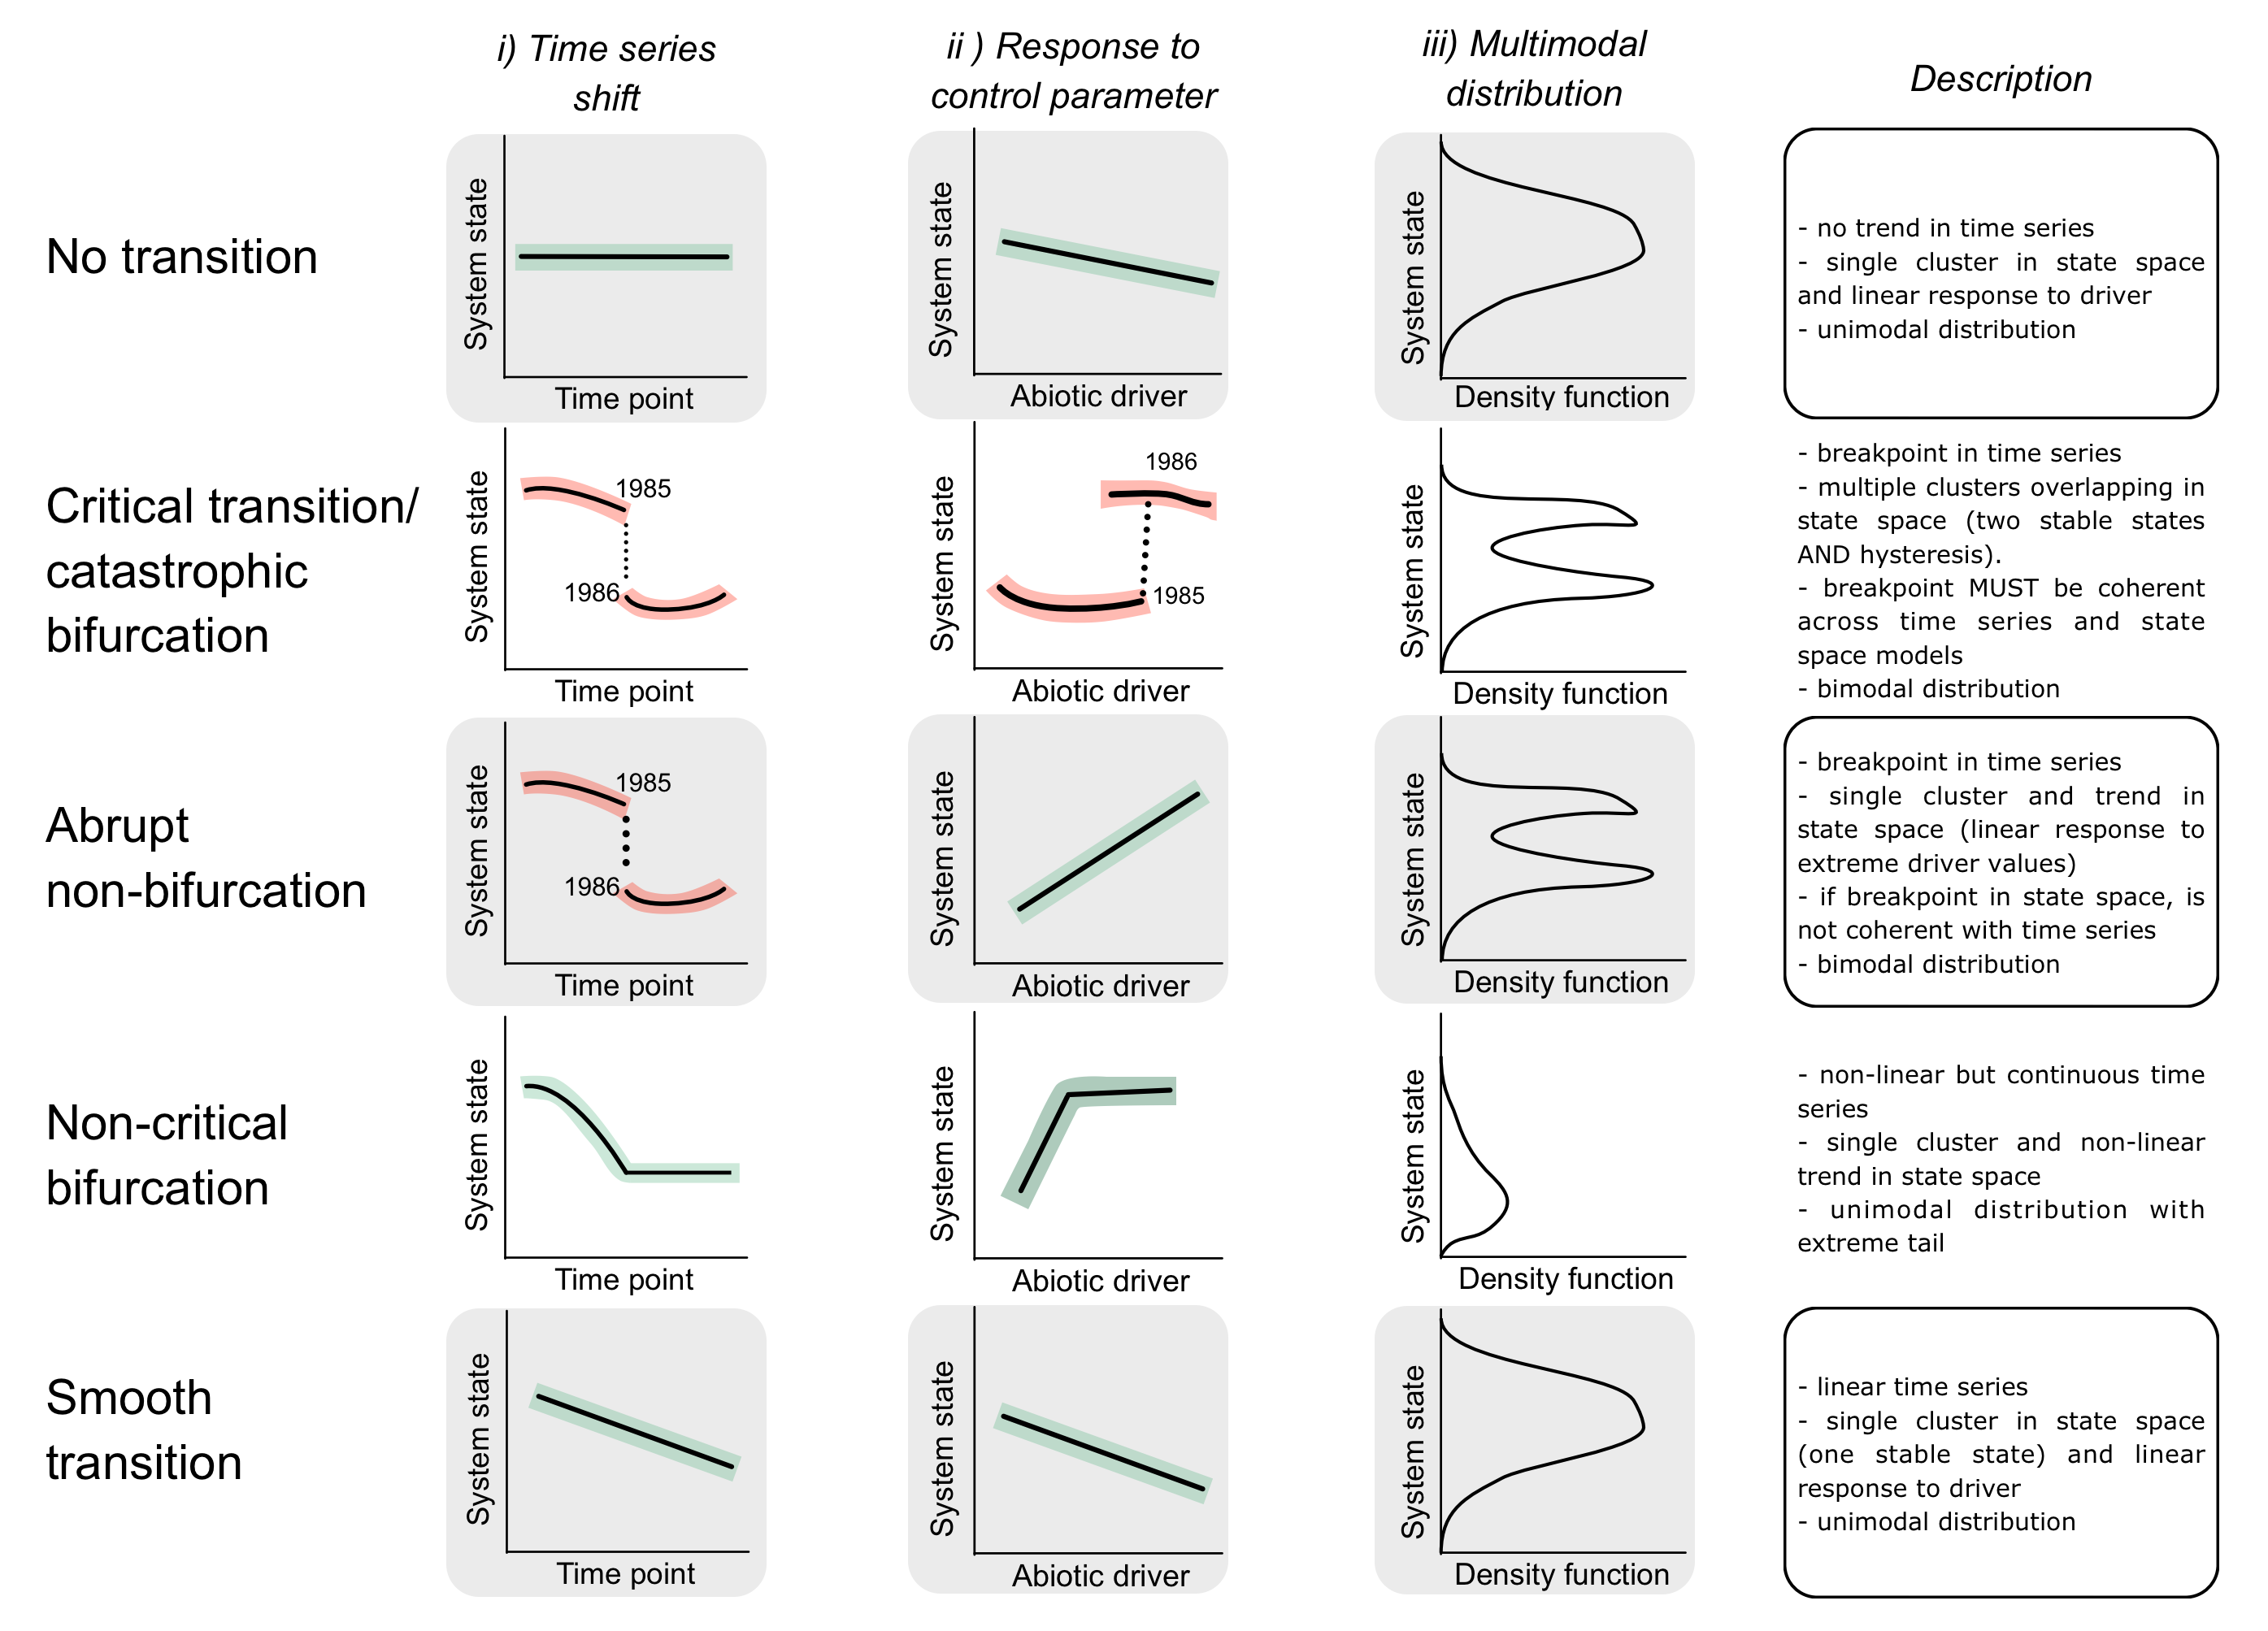 i) Time series
shift
ii ) Response to
control parameter
iii) Multimodal
distribution
Description
No transition
System state
Time point
System state
Abiotic driver
System state
Density function
- no trend in time series
- single cluster in state space
and linear response to driver
- unimodal distribution
Critical transition/
catastrophic
bifurcation
System state
1985
1986
Time point
System state
1986
1985
Abiotic driver
System state
Density function
- breakpoint in time series
- multiple clusters overlapping in
state space (two stable states
AND hysteresis).
- breakpoint MUST be coherent
across time series and state
space models
- bimodal distribution
Abrupt
non-bifurcation
System state
1985
1986
Time point
System state
Abiotic driver
System state
Density function
- breakpoint in time series
- single cluster and trend in
state space (linear response to
extreme driver values)
- if breakpoint in state space, is
not coherent with time series
- bimodal distribution
Non-critical
bifurcation
System state
Time point
System state
Abiotic driver
System state
Density function
- non-linear but continuous time
series
- single cluster and non-linear
trend in state space
- unimodal distribution with
extreme tail
Smooth
transition
System state
Time point
System state
Abiotic driver
System state
Density function
- linear time series
- single cluster in state space
(one stable state) and linear
response to driver
- unimodal distribution